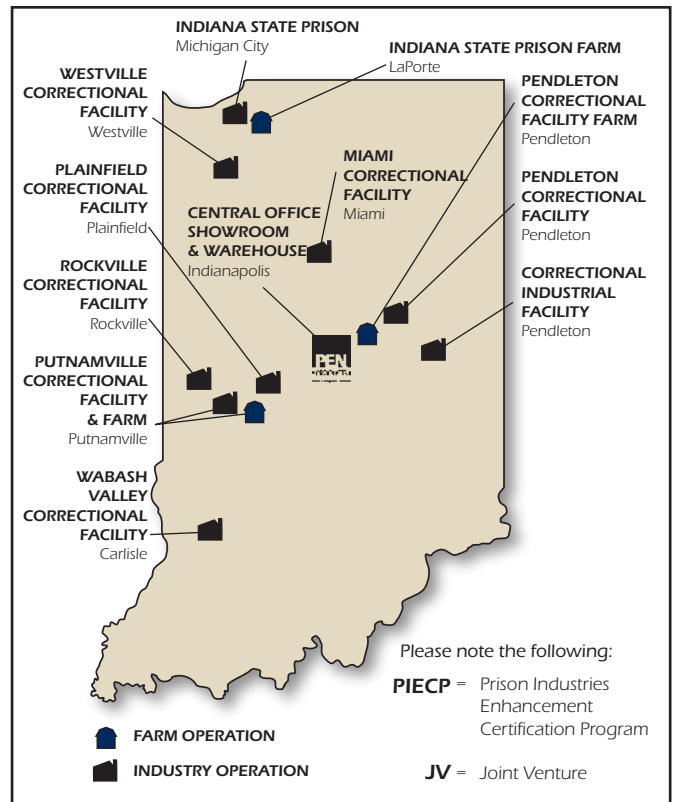 INDIANA STATE PRISON
Michigan City
INDIANA STATE PRISON FARM
LaPorte
WESTVILLE
CORRECTIONAL
FACILITY
Westville
PENDLETON
CORRECTIONAL
FACILITY FARM
Pendleton
PLAINFIELD
CORRECTIONAL
FACILITY
Plainfield
MIAMI
CORRECTIONAL
FACILITY
Miami
PENDLETON
CORRECTIONAL
FACILITY
Pendleton
CENTRAL OFFICE
SHOWROOM
& WAREHOUSE
Indianapolis
ROCKVILLE
CORRECTIONAL
FACILITY
Rockville
CORRECTIONAL
INDUSTRIAL
FACILITY
Pendleton
PEN
PRODUCTS
PUTNAMVILLE
CORRECTIONAL
FACILITY
& FARM
Putnamville
WABASH
VALLEY
CORRECTIONAL
FACILITY
Carlisle
Please note the following:
PIECP = Prison Industries
Enhancement
Certification Program
JV = Joint Venture
FARM OPERATION
INDUSTRY OPERATION